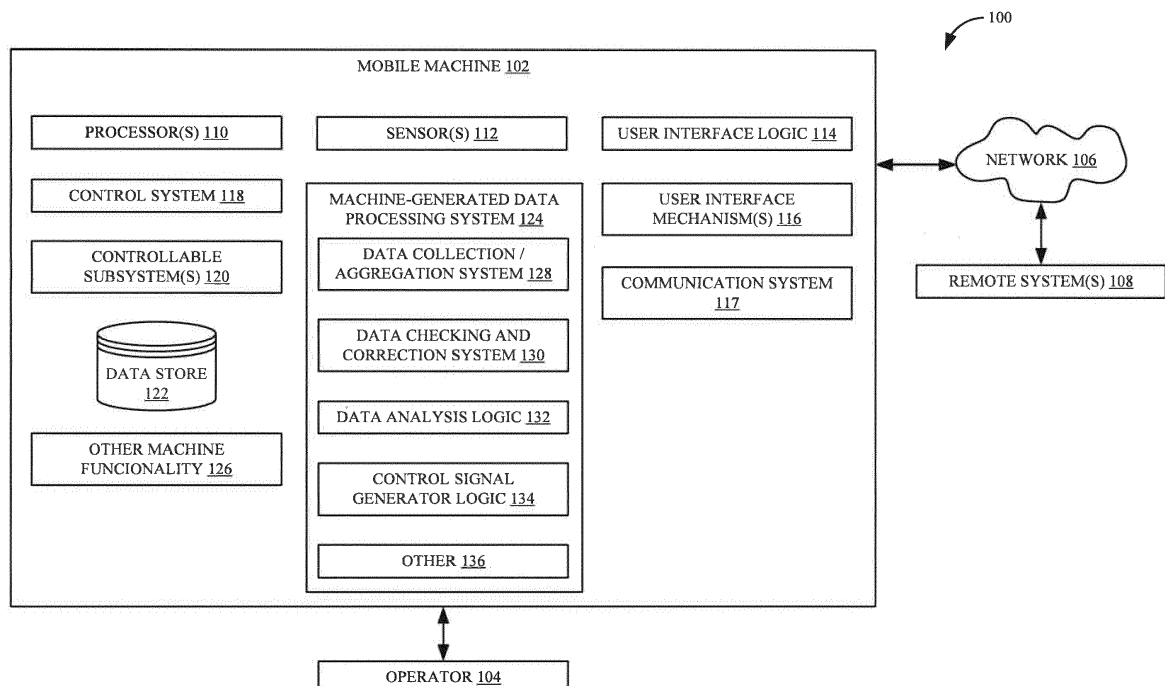 100
MOBILE MACHINE 102
PROCESSOR(S) 110
SENSOR(S) 112
USER INTERFACE LOGIC 114
NETWORK 106
CONTROL SYSTEM 118
MACHINE-GENERATED DATA
PROCESSING SYSTEM 124
USER INTERFACE
MECHANISM(S) 116
CONTROLLABLE
SUBSYSTEM(S) 120
DATA COLLECTION /
AGGREGATION SYSTEM 128
COMMUNICATION SYSTEM
117
REMOTE SYSTEM(S) 108
DATA STORE
122
DATA CHECKING AND
CORRECTION SYSTEM 130
DATA ANALYSIS LOGIC 132
OTHER MACHINE
FUNCIONALITY 126
CONTROL SIGNAL
GENERATOR LOGIC 134
OTHER 136
OPERATOR 104